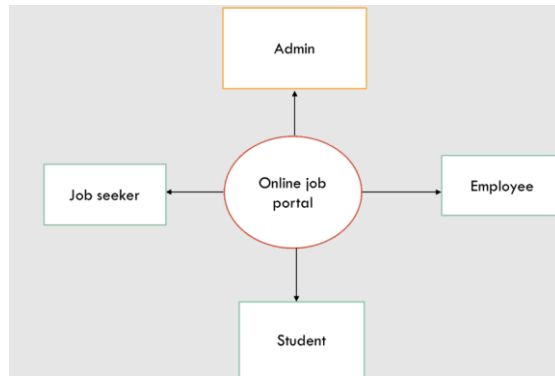 Admin
Job seeker
Online job
portal
Employee
Student